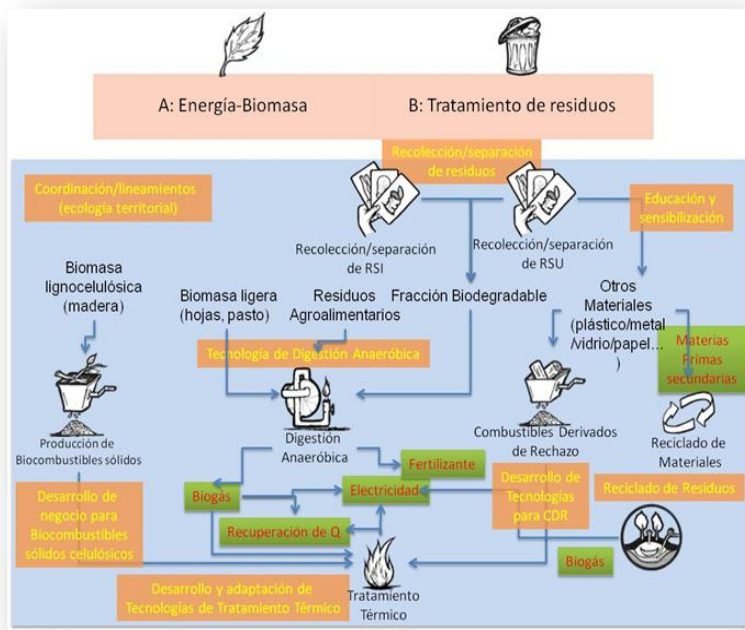 A: Energía-Biomasa
B: Tratamiento de residuos
Recolección/separación
de residuos
Coordinación/lineamientos
(ecología territorial)
Educación y
sensibilización
Recolección/separación
de RSI
Recolección/separación
de RSU
Biomasa
lignocelulósica
(madera)
Biomasa ligera
(hojas, pasto)
Residuos
Agroalimentarios
Fracción Biodegradable
Otros
Materiales
(plástico/metal
/vidrio/papel...
)
Materias
Primas
secundarias
Tecnología de Digestión Anaeróbica
Producción de
Biocombustibles sólidos
Digestión
Anaeróbica
Combustibles Derivados
de Rechazo
Reciclado de
Materiales
Fertilizante
Desarrollo de
negocio para
Biocombustibles
sólidos celulósicos
Biogás
Electricidad
Desarrollo de
Tecnologías
para CDR
Reciclado de Residuos
Recuperación de Q
Biogás
Desarrollo y adaptación de
Tecnologías de Tratamiento Térmico
Tratamiento
Térmico